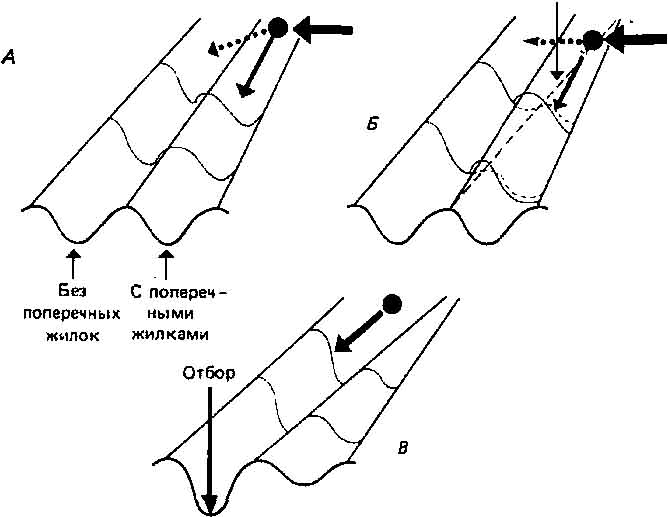 А
Б
Без
поперечных
жилок
С попереч-
ными
жилками
Отбор
В